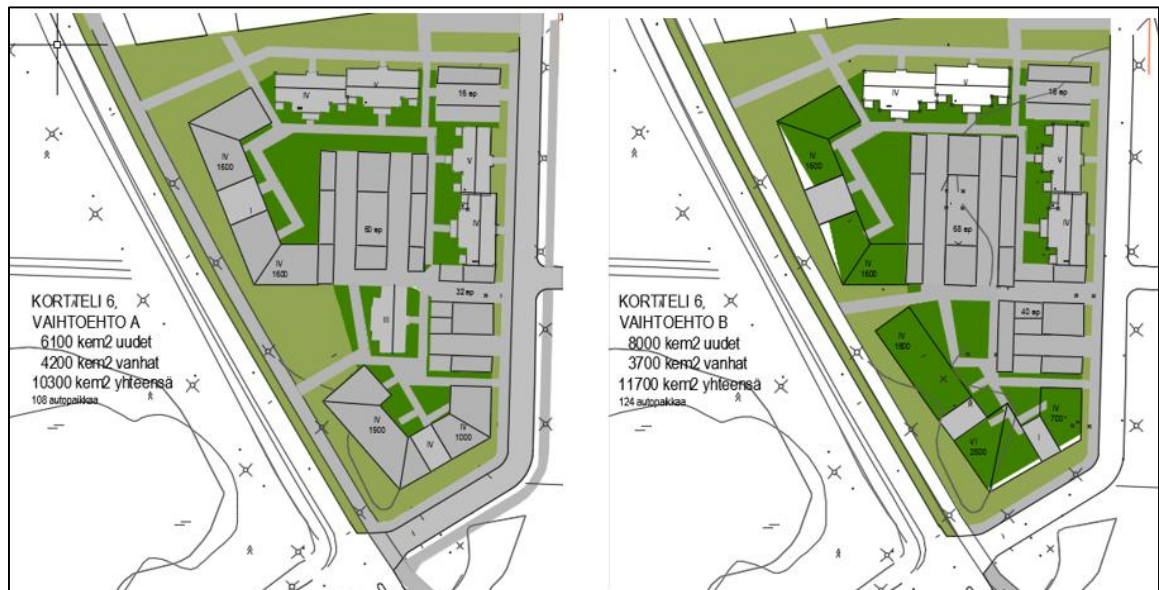 IV
V
16 ap
IV
1600
V
I
60 ap
IV
IV
1600
32 ap
III
KORTTELI 6,
VAIHTOEHTO A
6100 kem2 uudet
4200 kem2 vanhat
10300 kem2 yhteensä
108 autopaikkaa
IV
1900
IV
IV
1000
IV
V
16 ap
IV
1600
V
68 ap
IV
IV
1600
40 ap
KORTTELI 6,
VAIHTOEHTO B
8000 kem2 uudet
3700 kem2 vanhat
11700 kem2 yhteensä
124 autopaikkaa
IV
1600
IV
700
VI
2500
I